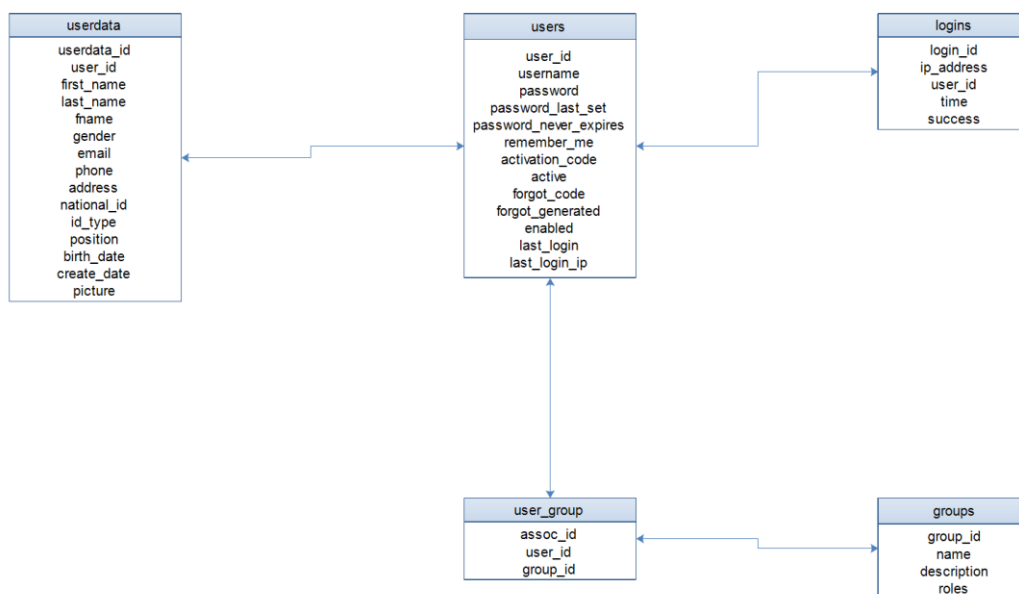 userdata
userdata_id
user_id
first_name
last_name
fname
gender
email
phone
address
national_id
id_type
position
birth_date
create_date
picture
users
user_id
username
password
password_last_set
password_never_expires
remember_me
activation_code
active
forgot_code
forgot_generated
enabled
last_login
last_login_ip
logins
login_id
ip_address
user_id
time
success
user_group
assoc_id
user_id
group_id
groups
group_id
name
description
roles